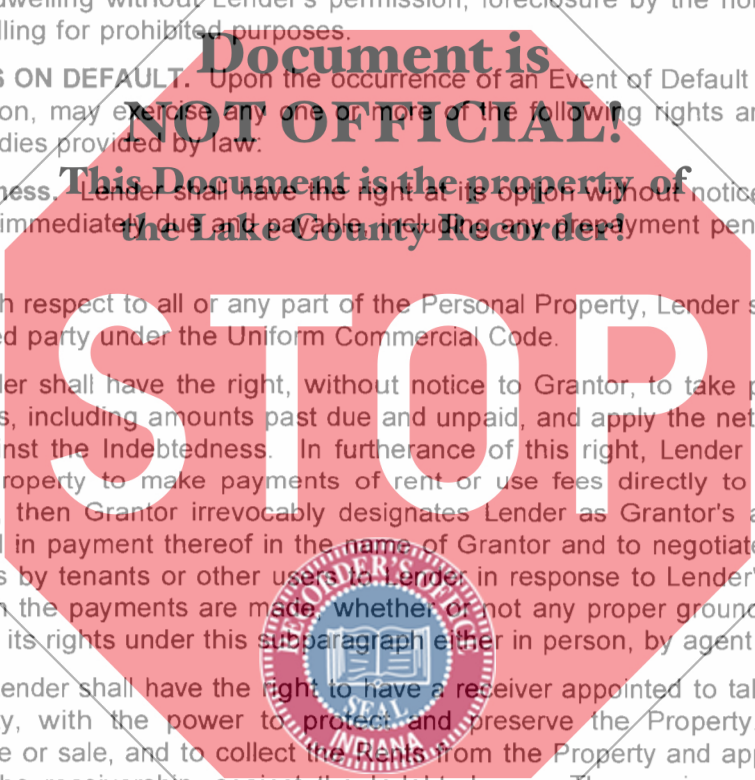 dwelling without Lender's permission, foreclosure by the
lling for prohibited purposes.
Document is
S ON DEFAULT. Upon the occurrence of an Event of Default
NOT OFFICIAL!
on, may exercise any one or more of the following rights
dies provided by law:
This Document is the property of
ness. Lender shall have the right at its option without notice
the Lake County Recorder!
immediately due and payable, including any prepayment pen
h respect to all or any part of the Personal Property, Lender s
ed party under the Uniform Commercial Code.
STOP
der shall have the right, without notice to Grantor, to take p
s, including amounts past due and unpaid, and apply the net
inst the Indebtedness. In furtherance of this right, Lender
roperty to make payments of rent or use fees directly to
, then Grantor irrevocably designates Lender as Grantor's a
d in payment thereof in the name of Grantor and to negotiate
s by tenants or other users to Lender in response to Lender'
h the payments are made, whether or not any proper ground
its rights under this subparagraph either in person, by agent
RECORDER'S OFFICE
SEAL
INDIANA
ender shall have the right to have a receiver appointed to tak
y, with the power to protect and preserve the Property,
e or sale, and to collect the Rents from the Property and ap